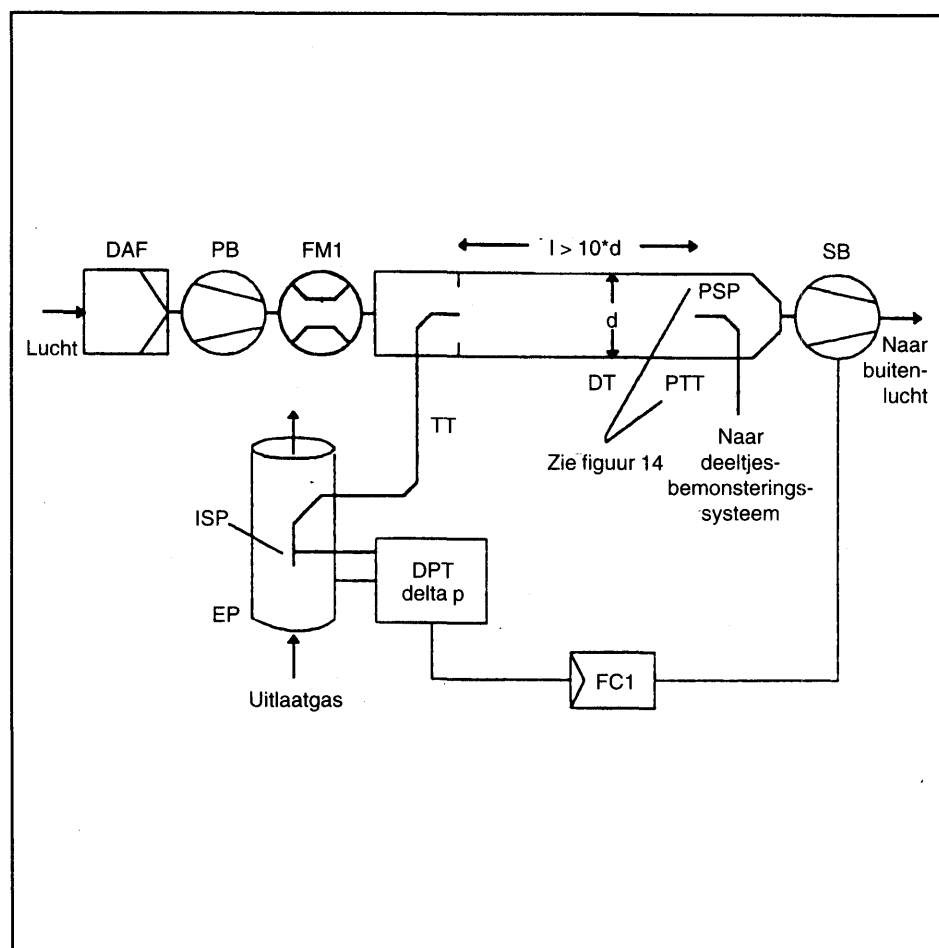 DAF
PB
FM1
l > 10*d
SB
PSP
d
Lucht
Naar
buiten-
lucht
DT
PTT
TT
Zie figuur 14
Naar
deeltjes-
bemonsterings-
systeem
ISP
DPT
delta p
EP
FC1
Uitlaatgas